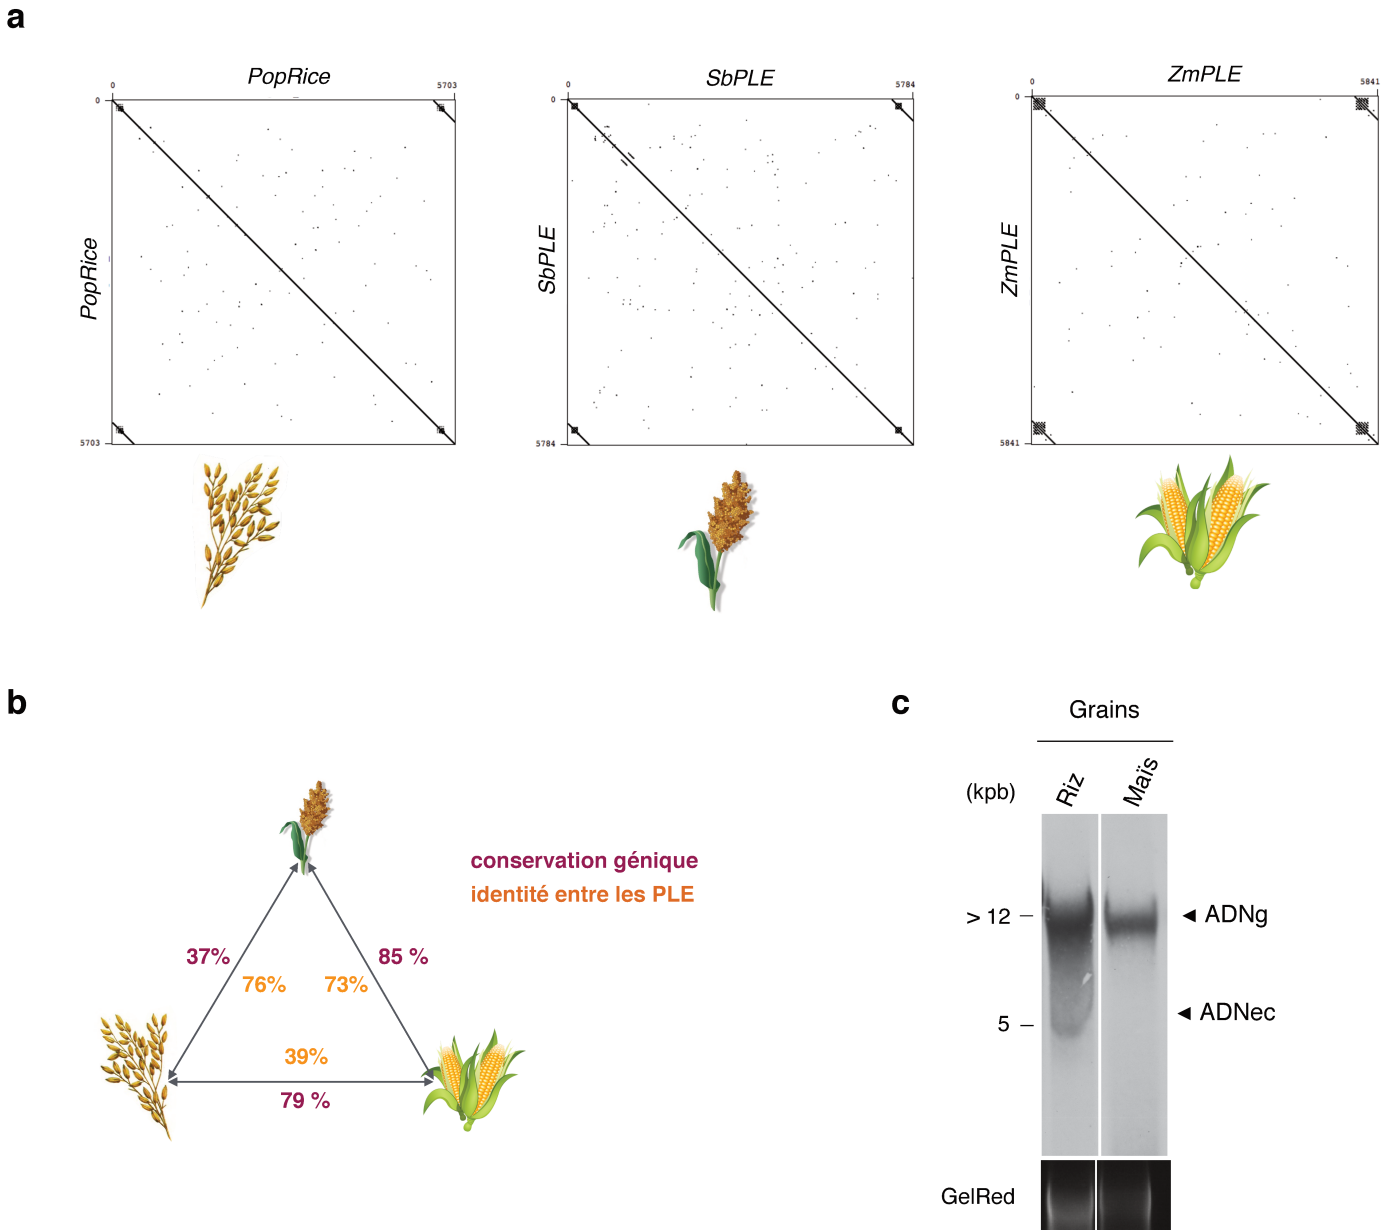 a
PopRice
SbPLE
ZmPLE
0
5703
0
5784
0
5841
0
0
0
PopRice
SbPLE
ZmPLE
5703
5784
5841
b
c
Grains
(kpb)
Riz
Maïs
conservation génique
identité entre les PLE
37%
85 %
76%
73%
39%
79 %
> 12
ADNg
5
ADNec
GelRed